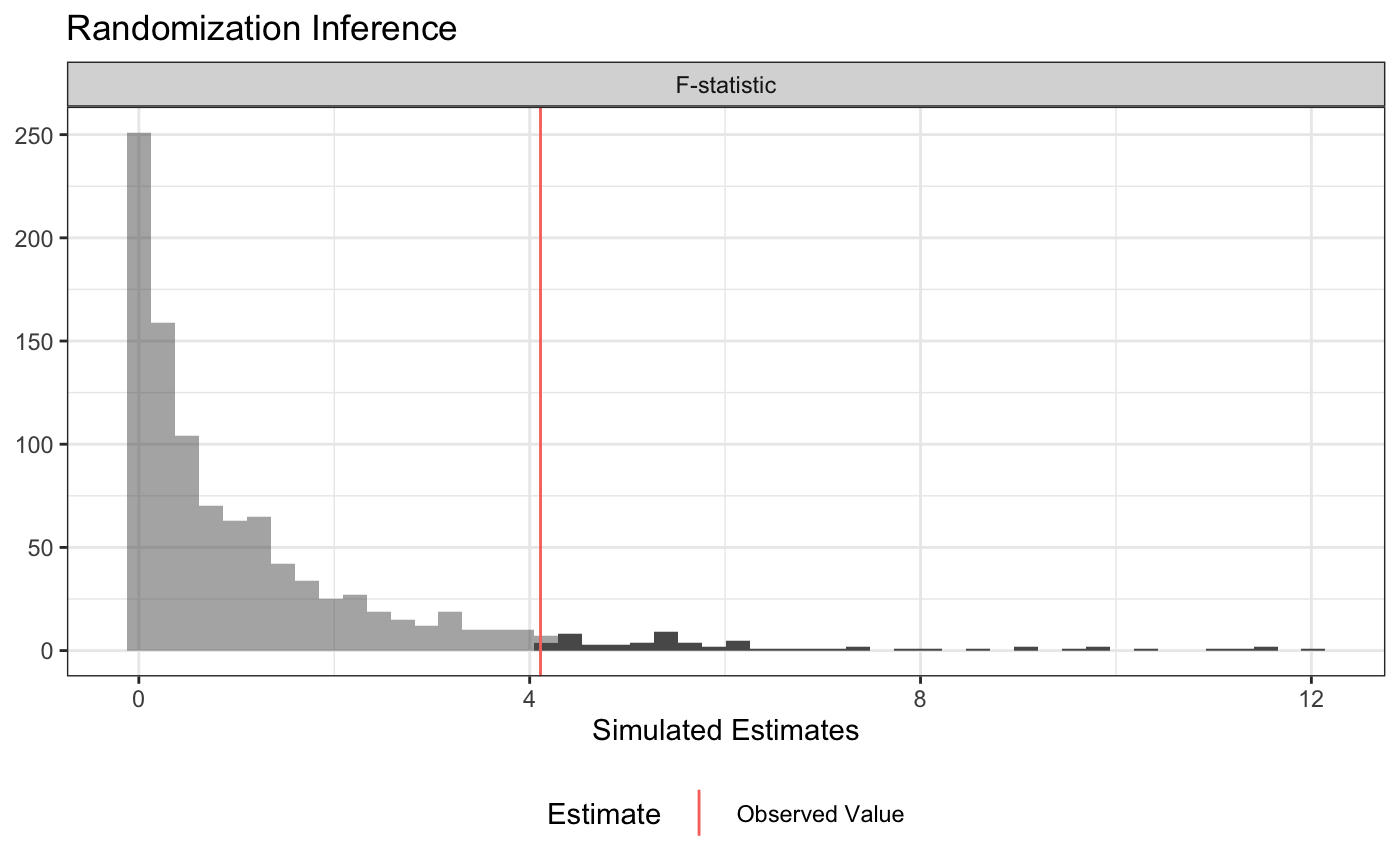 Randomization Inference
F-statistic
250
200
150
100
50
0
0 4 8 12
Simulated Estimates
Estimate Observed Value